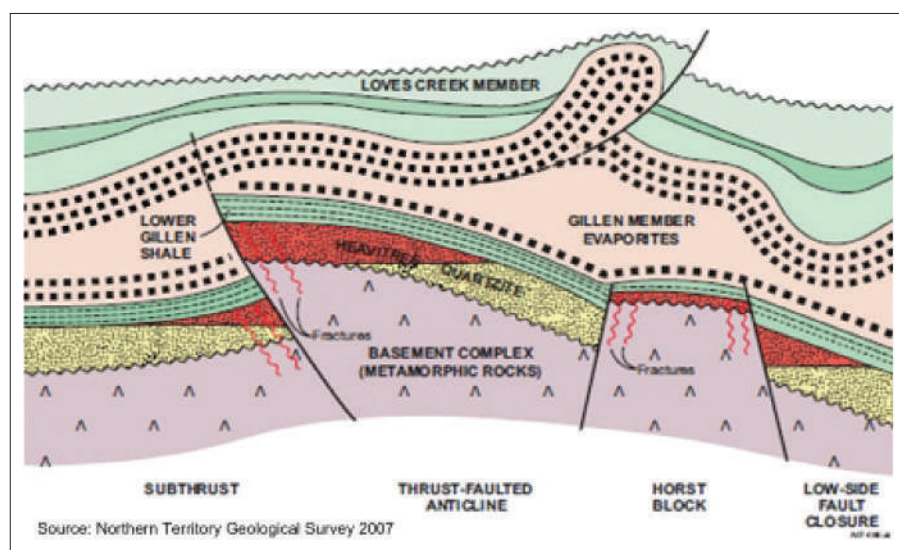 LOVES CREEK MEMBER
LOWER
GILLEN
SHALE
GILLEN MEMBER
EVAPORITES
HEAVITREE
QUARTZITE
Fractures
BASEMENT COMPLEX
(METAMORPHIC ROCKS)
Fractures
SUBTHRUST
THRUST-FAULTED
ANTICLINE
HORST
BLOCK
LOW-SIDE
FAULT
CLOSURE
Source: Northern Territory Geological Survey 2007